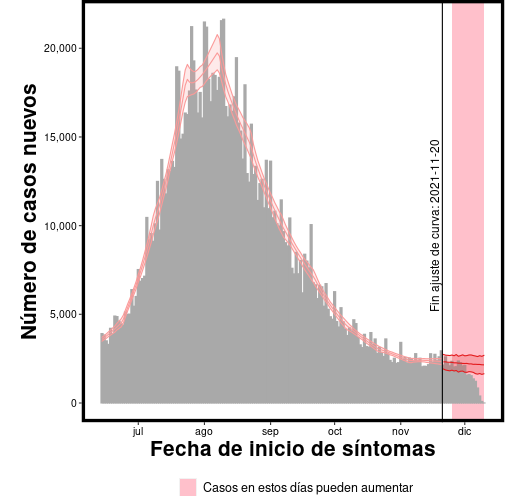 Número de casos nuevos
20,000
15,000
10,000
5,000
0
Fin ajuste de curva.: 2021-11-20
jul ago sep oct nov dic
Fecha de inicio de síntomas
Casos en estos días pueden aumentar